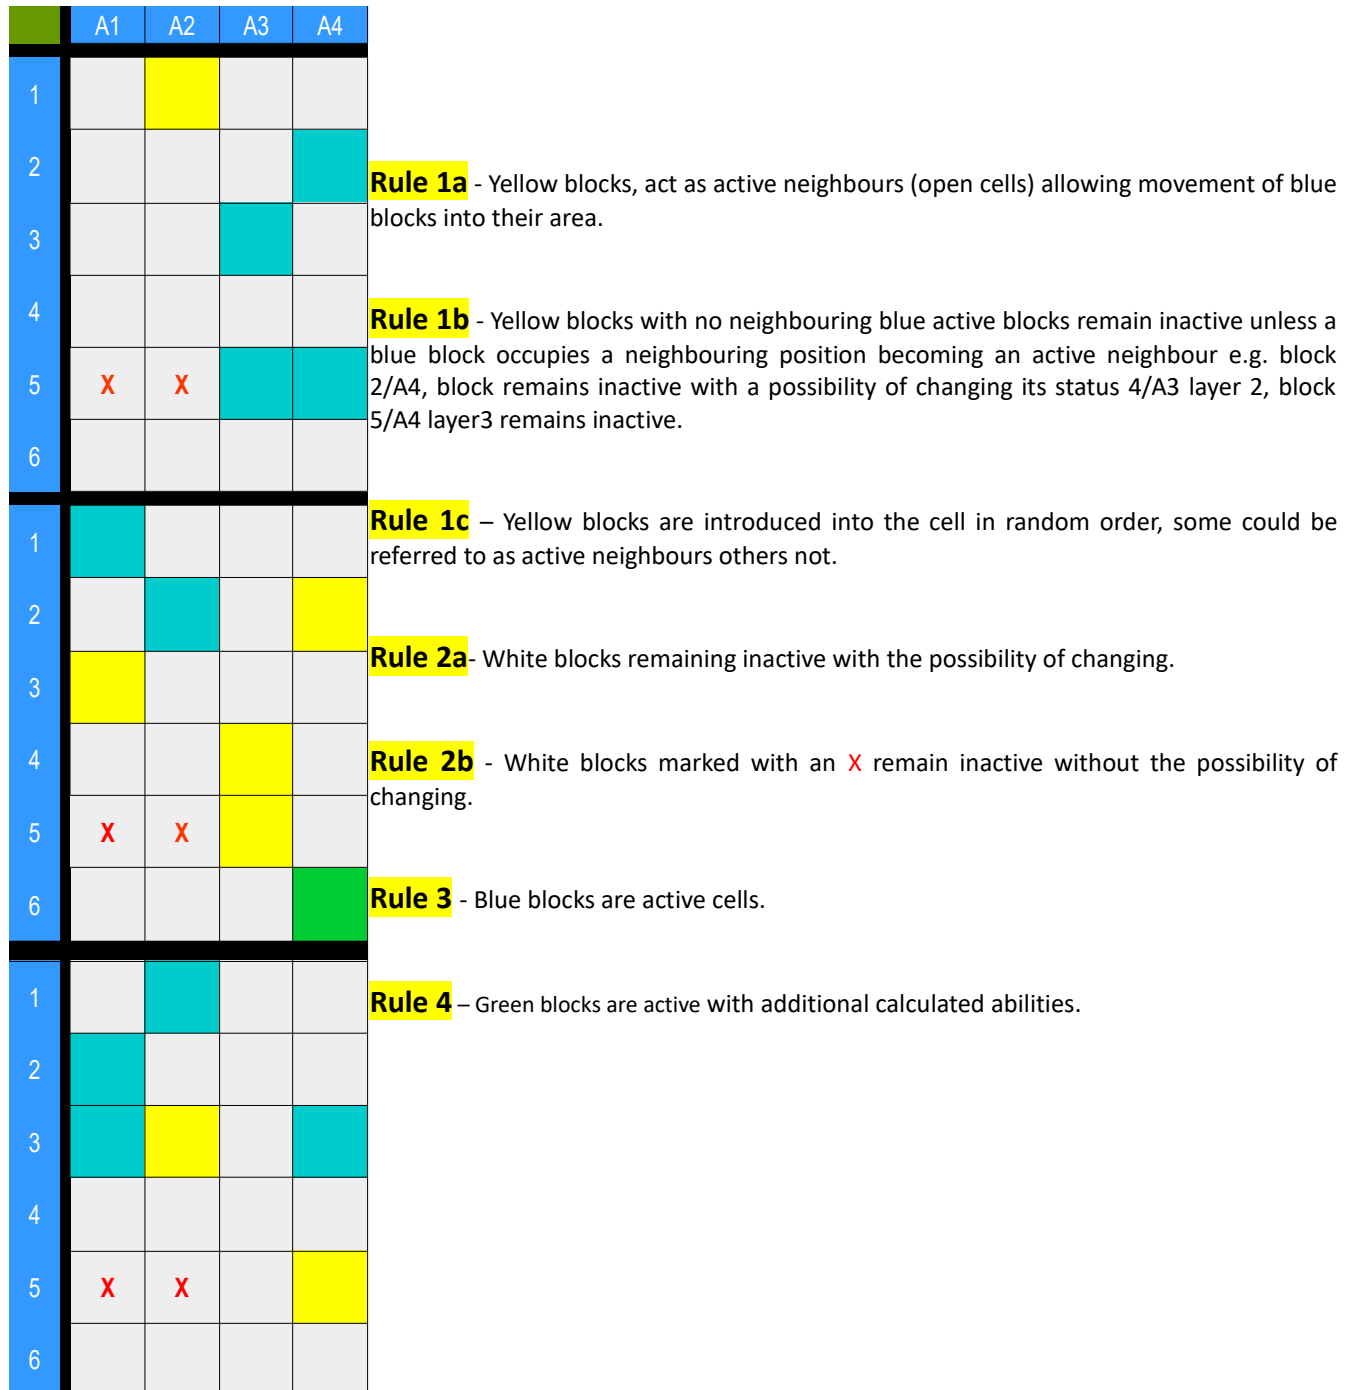 A1 A2 A3 A4
1
2
Rule 1a - Yellow blocks, act as active neighbours (open cells) allowing movement of blue
blocks into their area.
3
4
Rule 1b - Yellow blocks with no neighbouring blue active blocks remain inactive unless a
blue block occupies a neighbouring position becoming an active neighbour e.g. block
5 X X
2/A4, block remains inactive with a possibility of changing its status 4/A3 layer 2, block
5/A4 layer3 remains inactive.
6
1
Rule 1c – Yellow blocks are introduced into the cell in random order, some could be
referred to as active neighbours others not.
2
Rule 2a- White blocks remaining inactive with the possibility of changing.
3
4
Rule 2b - White blocks marked with an X remain inactive without the possibility of
changing.
5 X X
6
Rule 3 - Blue blocks are active cells.
1
Rule 4 – Green blocks are active with additional calculated abilities.
2
3
4
5 X X
6